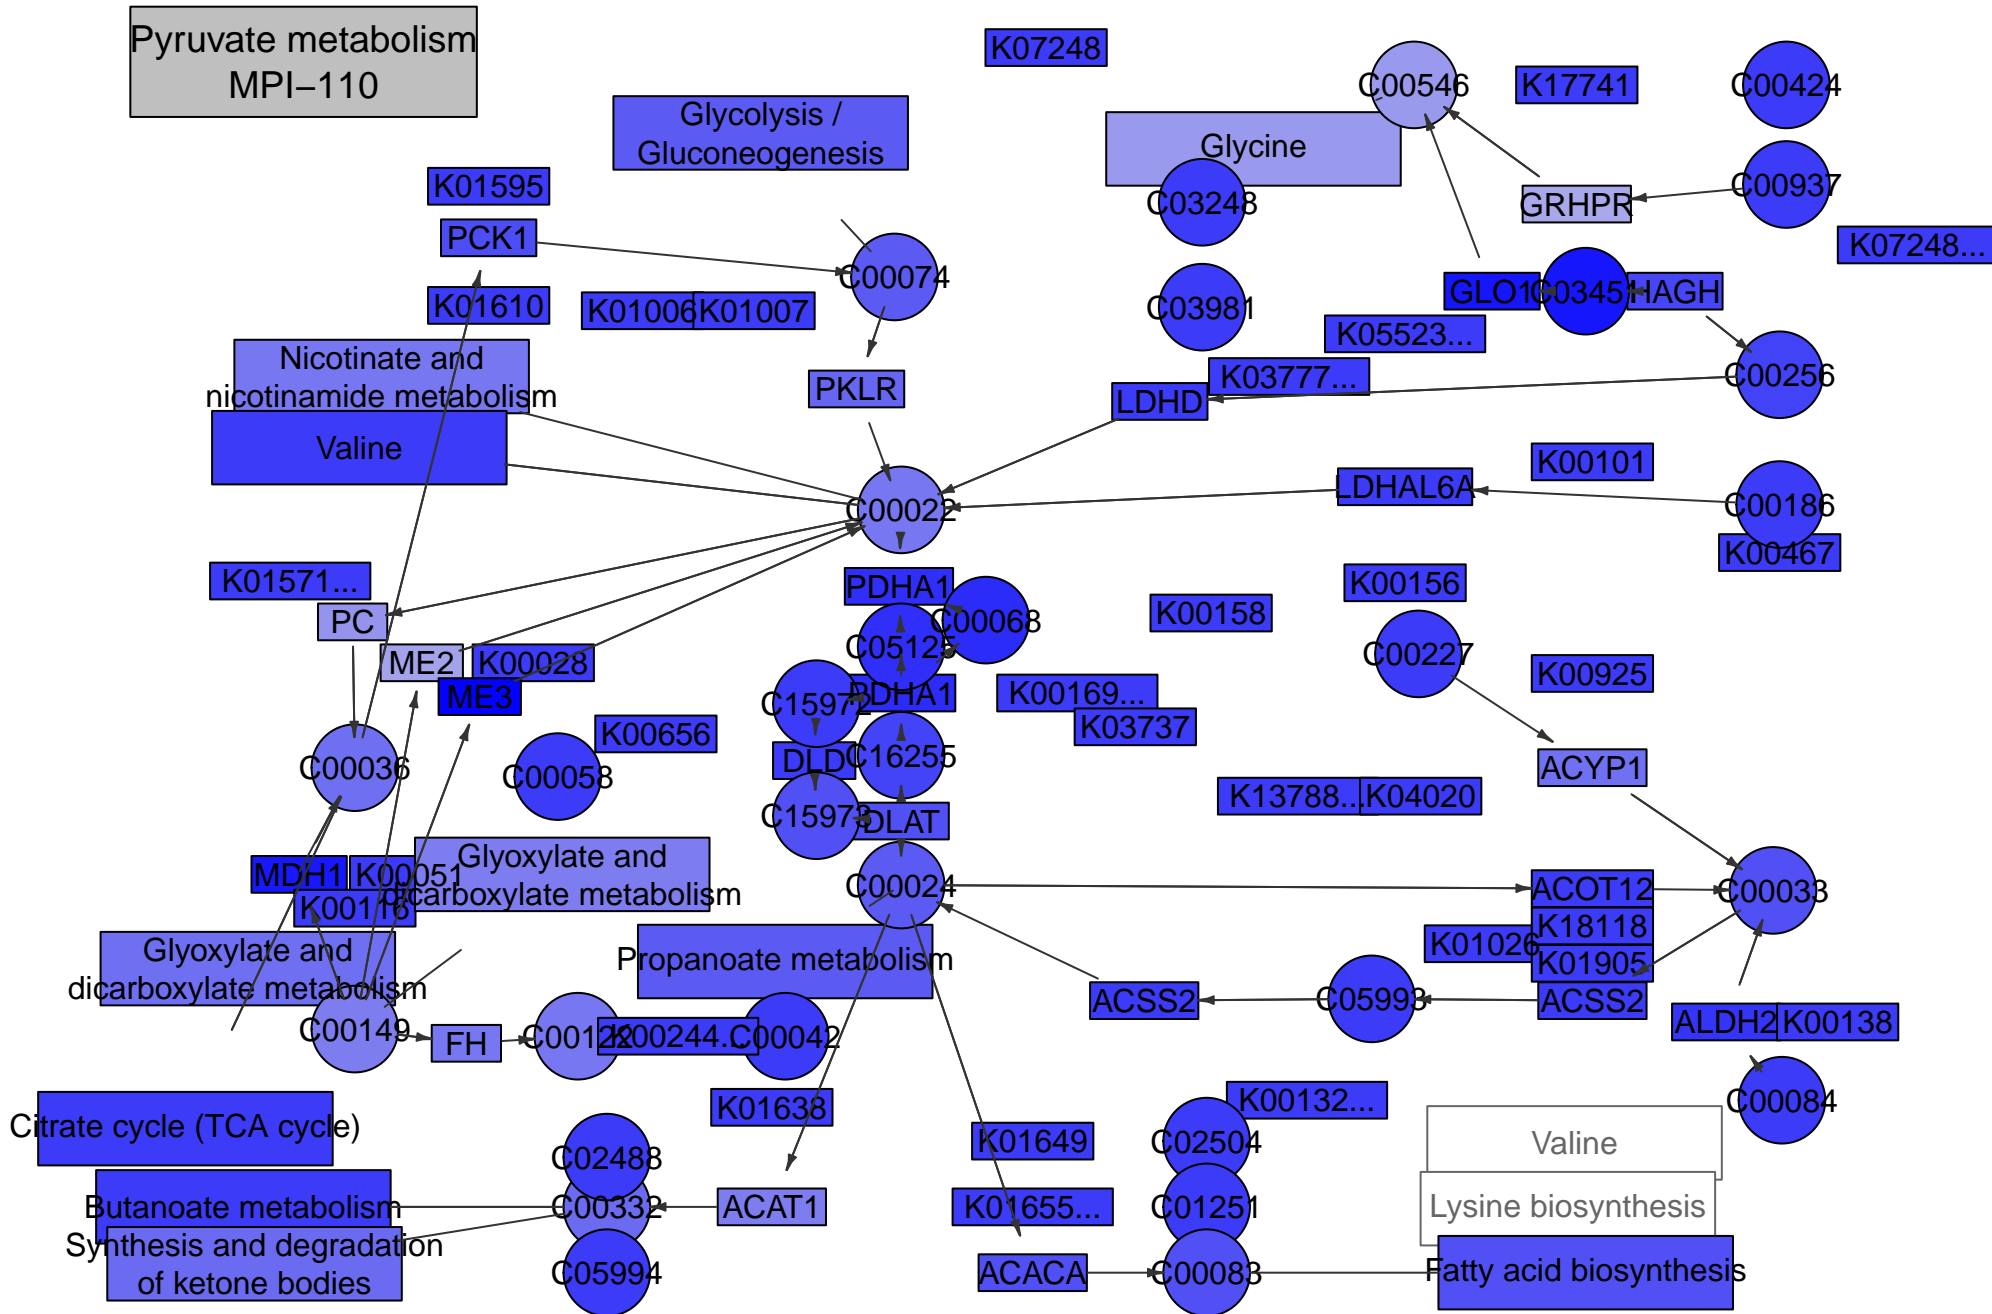 Pyruvate metabolism
MPI−110
K07248
C00546
K17741
C00424
Glycolysis /
Gluconeogenesis
Glycine
K01595
C03248
GRHPR
C00937
PCK1
K07248...
C00074
K01610
K01006
K01007
C03981
GLO1
C03451
HAGH
K05523...
Nicotinate and
nicotinamide metabolism
PKLR
K03777...
LDHD
C00256
Valine
K00101
LDHAL6A
C00186
C00022
K00467
K01571...
PDHA1
K00156
PC
C00068
K00158
C05125
C00227
ME2
K00028
K00925
ME3
C15972
PDHA1
K00169...
K03737
K00656
C00036
C00058
DLD
C16255
ACYP1
K13788...
K04020
C15973
DLAT
Glyoxylate and
dicarboxylate metabolism
MDH1
K00051
C00024
ACOT12
C00033
K00116
K18118
Glyoxylate and
dicarboxylate metabolism
Propanoate metabolism
K01026
K01905
ACSS2
C05993
ACSS2
C00149
FH
C00122
K00244...
C00042
ALDH2
K00138
K01638
K00132...
C00084
Citrate cycle (TCA cycle)
C02488
K01649
C02504
Valine
Butanoate metabolism
C00332
ACAT1
K01655...
C01251
Lysine biosynthesis
Synthesis and degradation
of ketone bodies
C05994
ACACA
C00083
Fatty acid biosynthesis